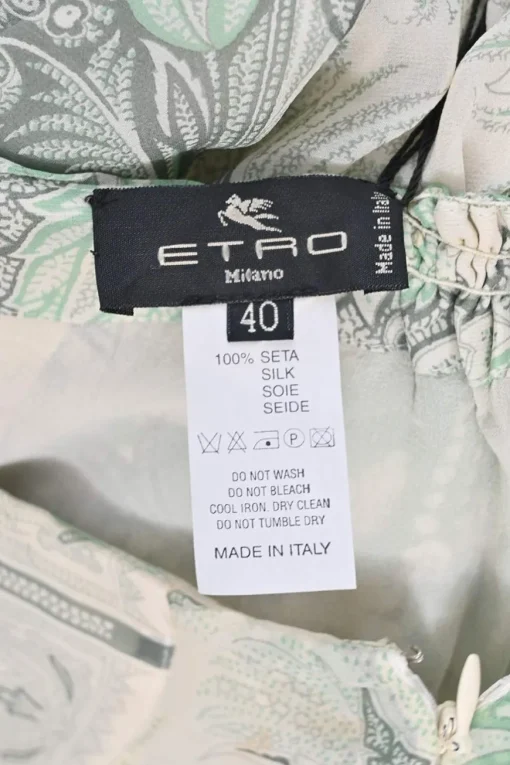 ETRO
Milano
Made in Italy
40
100% SETA
SILK
SOIE
SEIDE
P
DO NOT WASH
DO NOT BLEACH
COOL IRON. DRY CLEAN
DO NOT TUMBLE DRY
MADE IN ITALY